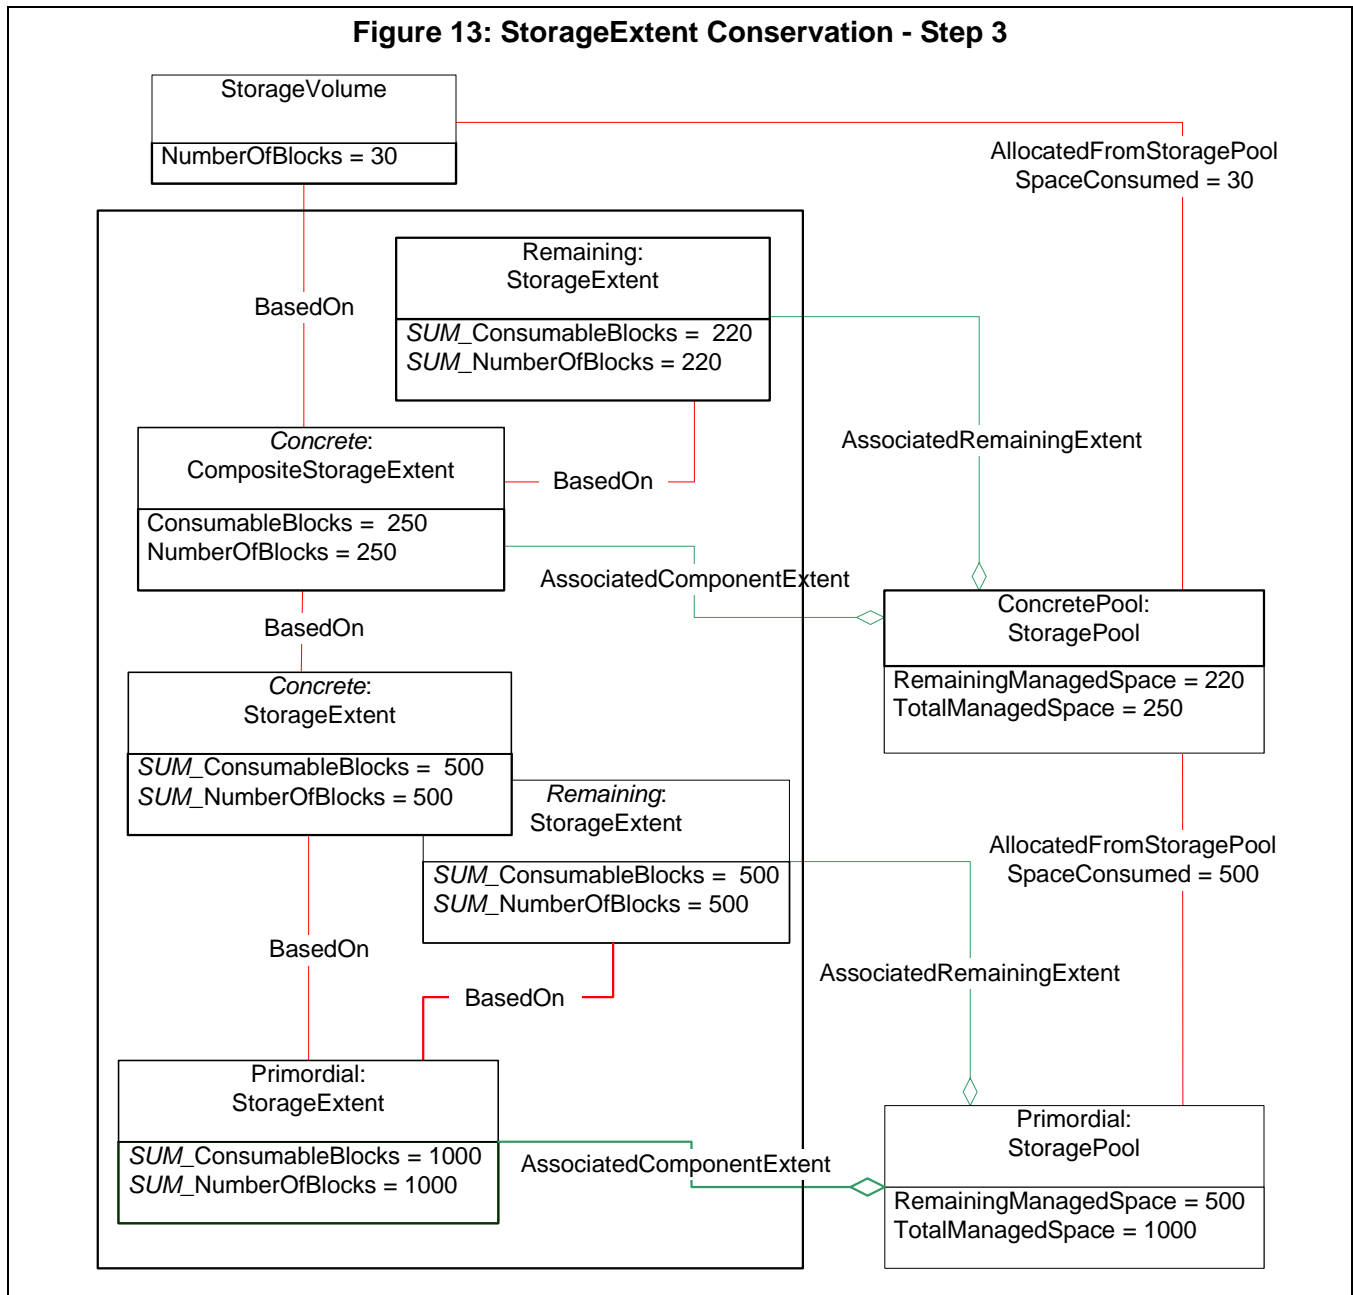 Figure 13: StorageExtent Conservation - Step 3
StorageVolume
NumberOfBlocks = 30
AllocatedFromStoragePool
SpaceConsumed = 30
Remaining:
StorageExtent
SUM_ConsumableBlocks =  220
SUM_NumberOfBlocks = 220
BasedOn
Concrete:
CompositeStorageExtent
ConsumableBlocks =  250
NumberOfBlocks = 250
BasedOn
AssociatedRemainingExtent
AssociatedComponentExtent
ConcretePool:
StoragePool
RemainingManagedSpace = 220
TotalManagedSpace = 250
BasedOn
Concrete:
StorageExtent
SUM_ConsumableBlocks =  500
SUM_NumberOfBlocks = 500
Remaining:
StorageExtent
SUM_ConsumableBlocks =  500
SUM_NumberOfBlocks = 500
AllocatedFromStoragePool
SpaceConsumed = 500
BasedOn
BasedOn
AssociatedRemainingExtent
Primordial:
StorageExtent
SUM_ConsumableBlocks = 1000
SUM_NumberOfBlocks = 1000
AssociatedComponentExtent
Primordial:
StoragePool
RemainingManagedSpace = 500
TotalManagedSpace = 1000